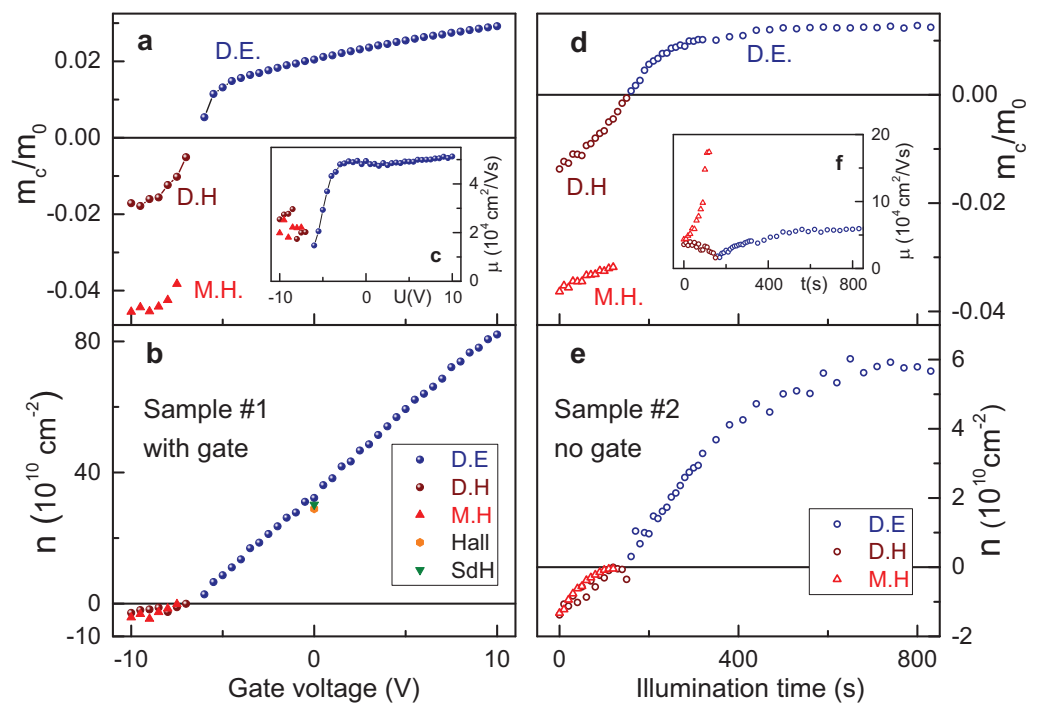 a
D.E.
0.02
0.00
-0.02
-0.04
m_c/m_0
D.H
M.H.
c
4
2
0
μ (10^4 cm^2/Vs)
-10
0
U(V)
10
b
Sample #1
with gate
80
40
0
-10
n (10^10 cm^-2)
D.E
D.H
M.H
Hall
SdH
-10
0
10
Gate voltage (V)
d
D.E.
0.00
-0.02
-0.04
m_c/m_0
D.H
M.H.
f
20
10
0
μ (10^4 cm^2/Vs)
0
400
t(s)
800
e
Sample #2
no gate
6
4
2
0
-2
n (10^10 cm^-2)
D.E
D.H
M.H
0
400
800
Illumination time (s)